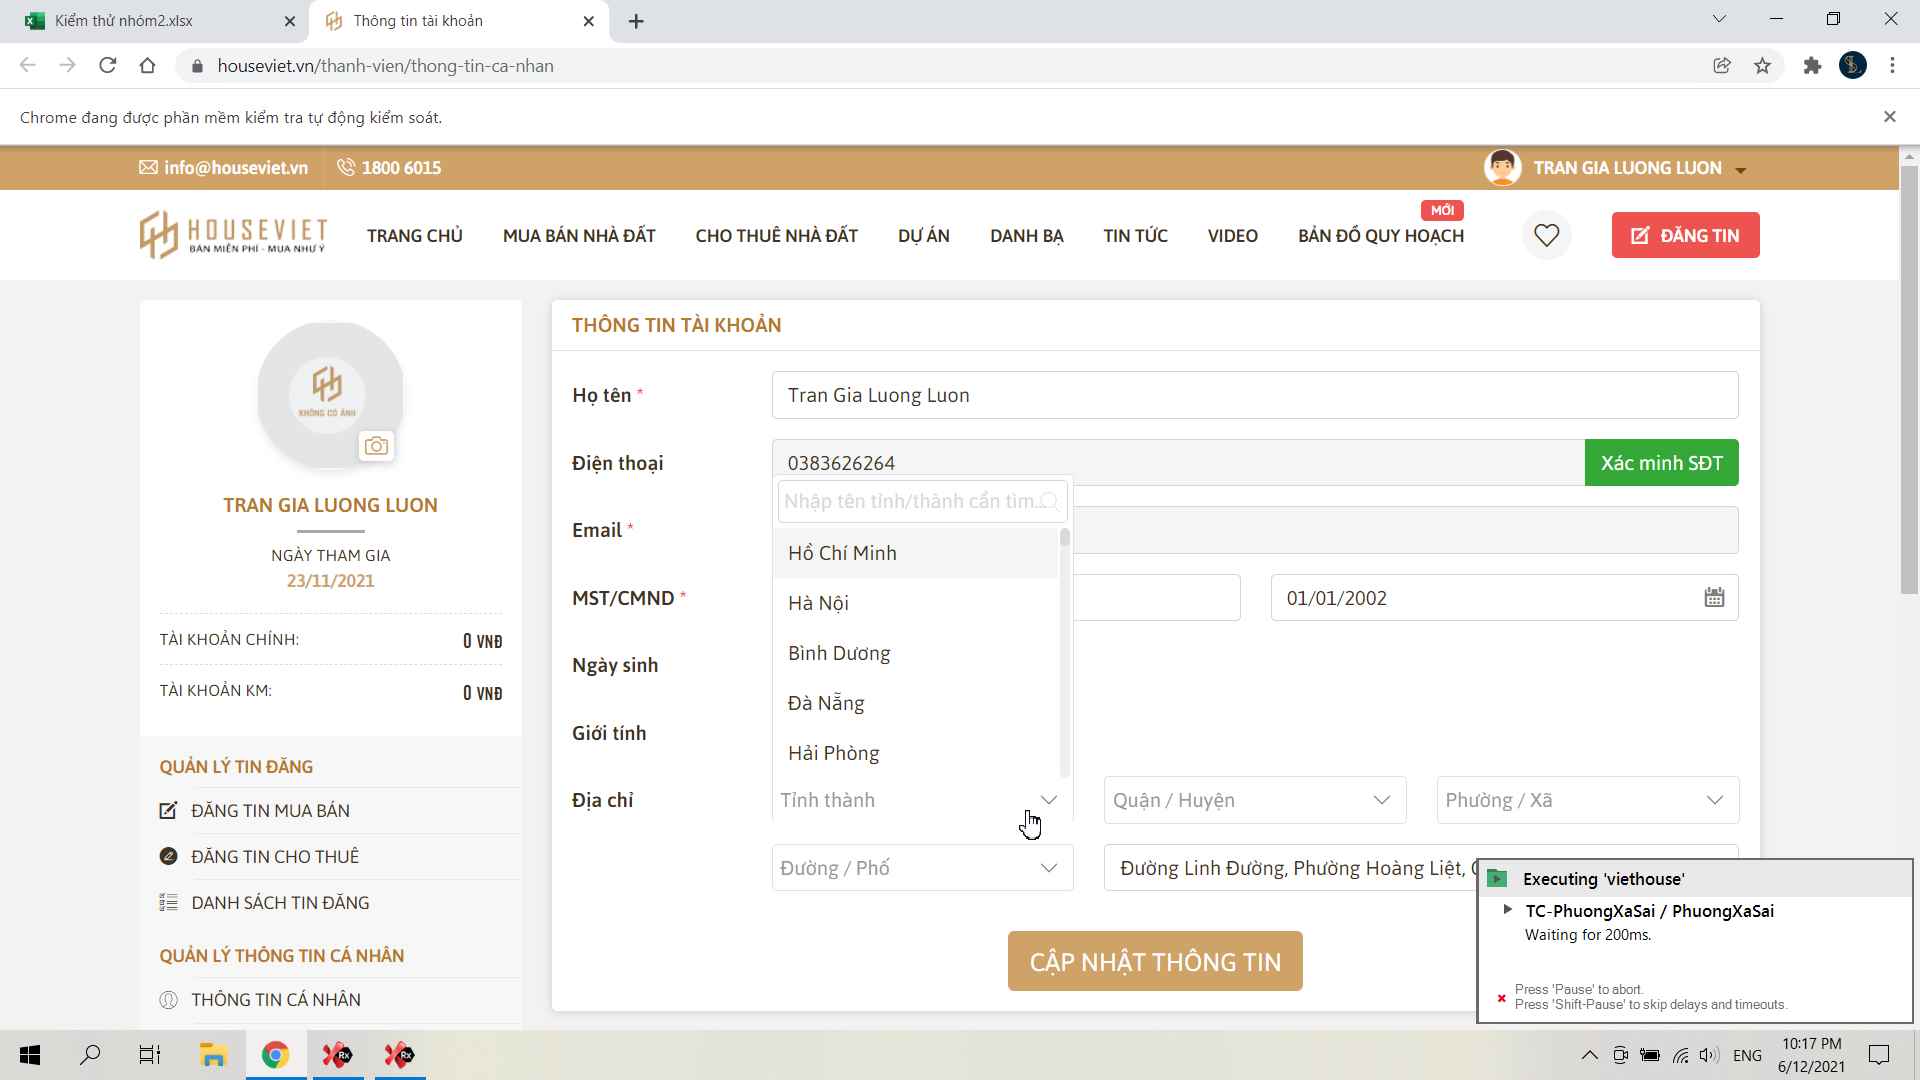 Kiểm thử nhóm2.xlsx
Thông tin tài khoản
houseviet.vn/thanh-vien/thong-tin-ca-nhan
Chrome đang được phần mềm kiểm tra tự động kiểm soát.
info@houseviet.vn
1800 6015
TRAN GIA LUONG LUON
HOUSEVIET
BÁN MIỄN PHÍ - MUA NHƯ Ý
TRANG CHỦ
MUA BÁN NHÀ ĐẤT
CHO THUÊ NHÀ ĐẤT
DỰ ÁN
DANH BẠ
TIN TỨC
VIDEO
MỚI
BẢN ĐỒ QUY HOẠCH
ĐĂNG TIN
KHÔNG CÓ ẢNH
TRAN GIA LUONG LUON
NGÀY THAM GIA
23/11/2021
TÀI KHOẢN CHÍNH: 0 VNĐ
TÀI KHOẢN KM: 0 VNĐ
QUẢN LÝ TIN ĐĂNG
ĐĂNG TIN MUA BÁN
ĐĂNG TIN CHO THUÊ
DANH SÁCH TIN ĐĂNG
QUẢN LÝ THÔNG TIN CÁ NHÂN
THÔNG TIN CÁ NHÂN
THÔNG TIN TÀI KHOẢN
Họ tên * Tran Gia Luong Luon
Điện thoại 0383626264 Xác minh SĐT
Nhập tên tỉnh/thành cần tìm...
Email *
Hồ Chí Minh
MST/CMND * 01/01/2002
Hà Nội
Bình Dương
Ngày sinh
Đà Nẵng
Giới tính
Hải Phòng
Địa chỉ Tỉnh thành Quận / Huyện Phường / Xã
Đường / Phố Đường Linh Đường, Phường Hoàng Liệt,
CẬP NHẬT THÔNG TIN
Executing 'viethouse'
TC-PhuongXaSai / PhuongXaSai
Waiting for 200ms.
Press 'Pause' to abort.
Press 'Shift-Pause' to skip delays and timeouts.
Rx
Rx
ENG
10:17 PM
6/12/2021